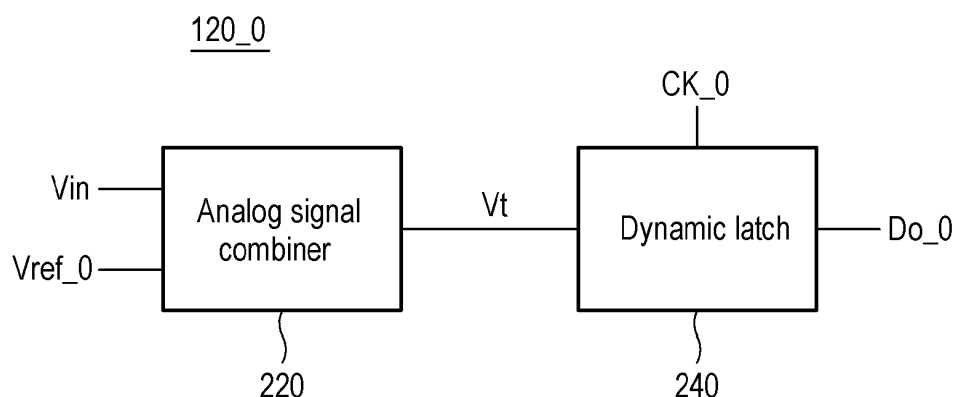 120_0
CK_0
Vin
Vref_0
Analog signal
combiner
Vt
Dynamic latch
Do_0
220
240